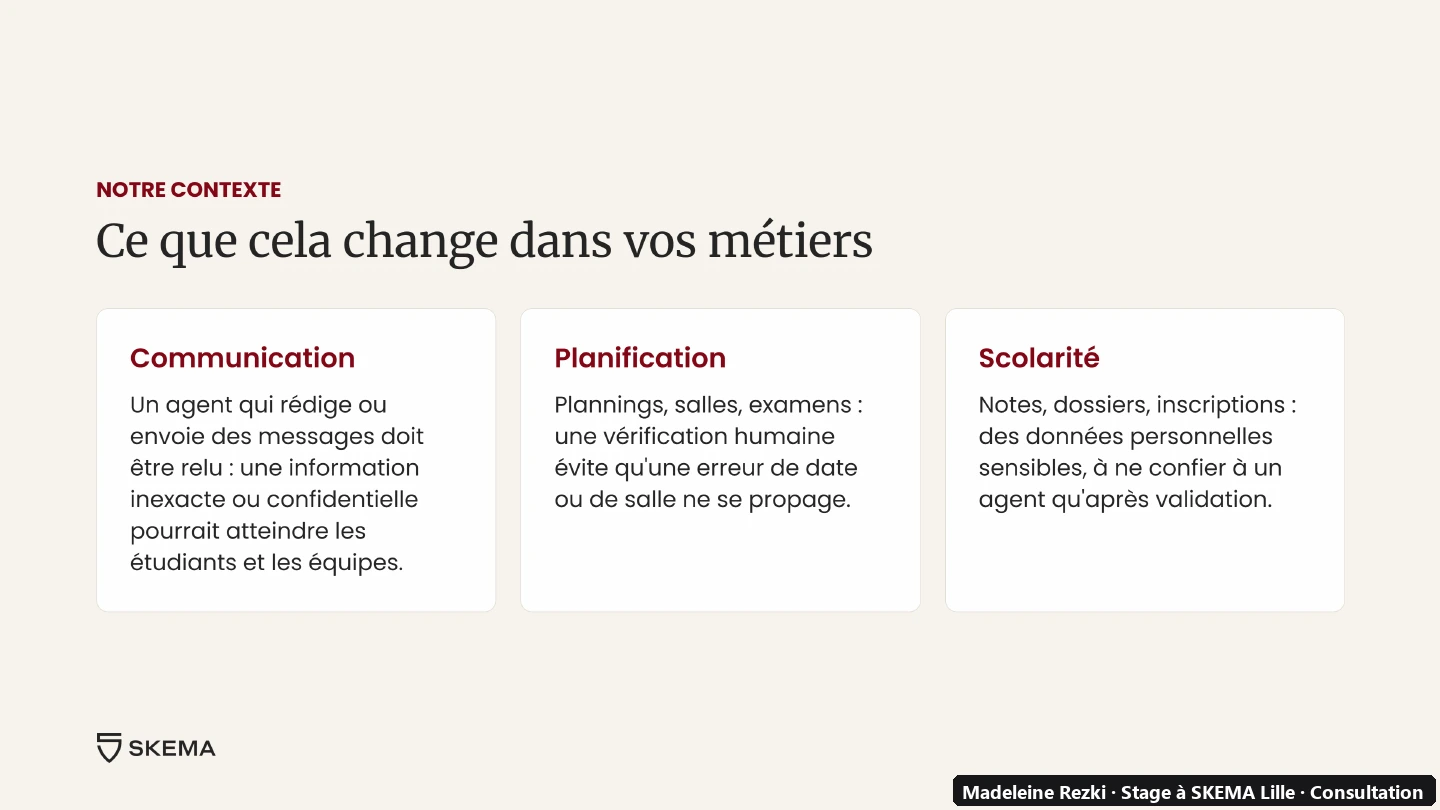 NOTRE CONTEXTE
Ce que cela change dans vos métiers
Communication
Un agent qui rédige ou
envoie des messages doit
être relu : une information
inexacte ou confidentielle
pourrait atteindre les
étudiants et les équipes.
Planification
Plannings, salles, examens :
une vérification humaine
évite qu'une erreur de date
ou de salle ne se propage.
Scolarité
Notes, dossiers, inscriptions :
des données personnelles
sensibles, à ne confier à un
agent qu'après validation.
SKEMA
Madeleine Rezki · Stage à SKEMA Lille · Consultation